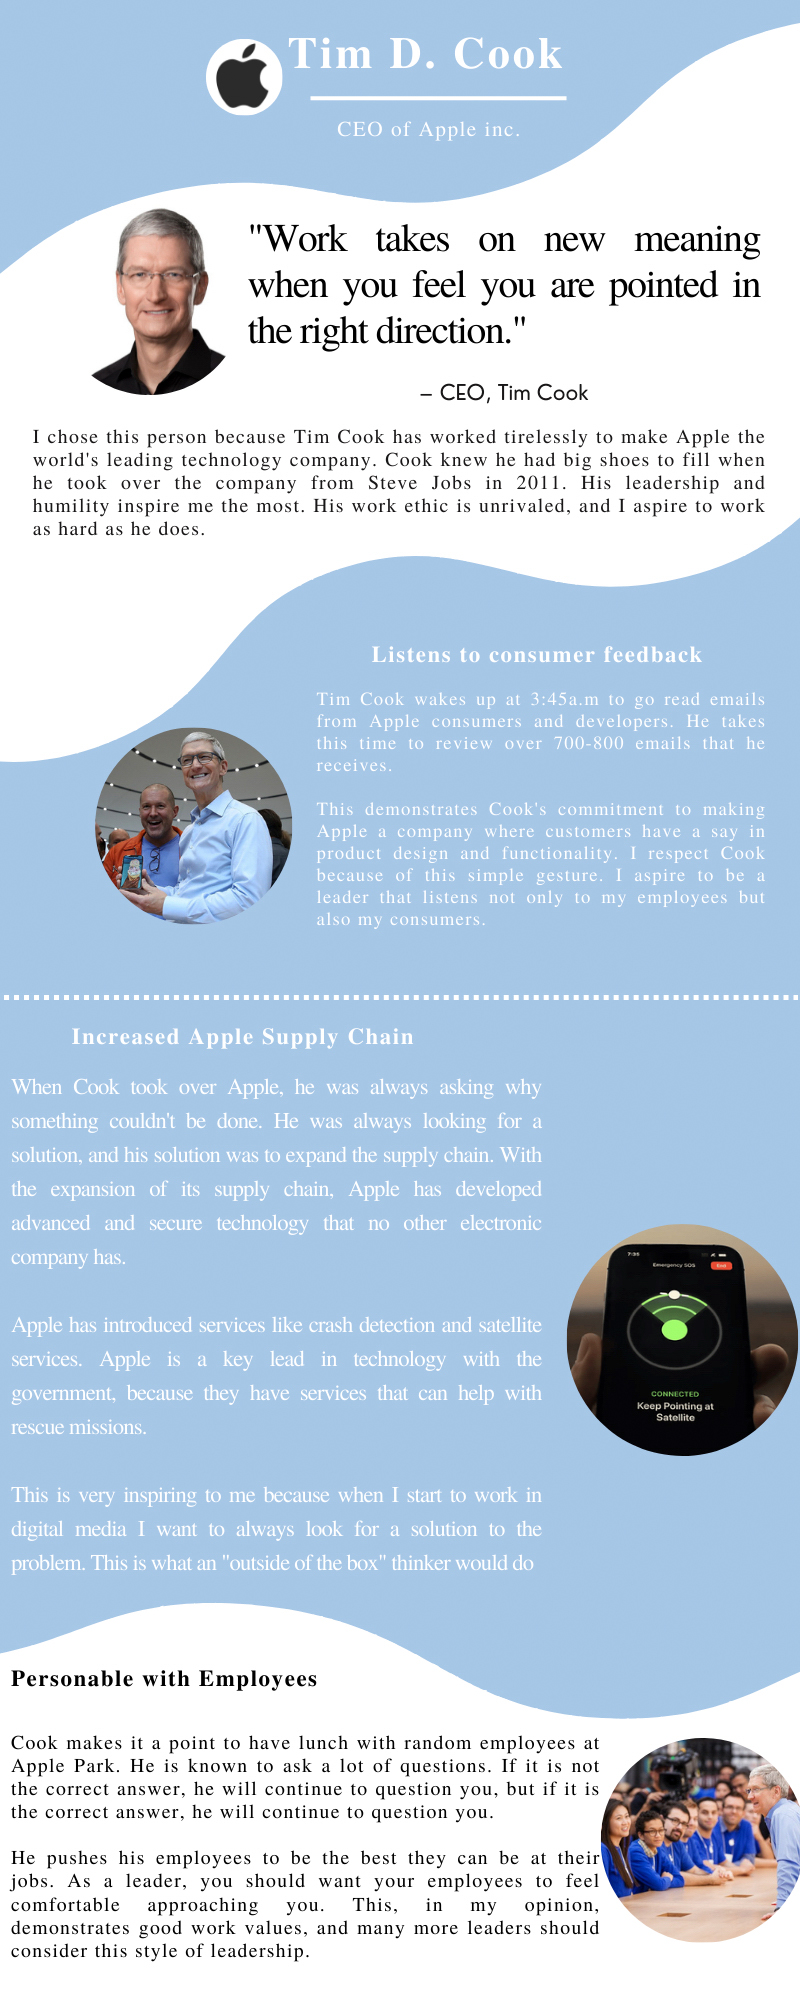 Tim D. Cook
CEO of Apple inc.
"Work takes on new meaning
when you feel you are pointed in
the right direction."
– CEO, Tim Cook
I chose this person because Tim Cook has worked tirelessly to make Apple the
world's leading technology company. Cook knew he had big shoes to fill when
he took over the company from Steve Jobs in 2011. His leadership and
humility inspire me the most. His work ethic is unrivaled, and I aspire to work
as hard as he does.
Listens to consumer feedback
Tim Cook wakes up at 3:45a.m to go read emails
from Apple consumers and developers. He takes
this time to review over 700-800 emails that he
receives.
This demonstrates Cook's commitment to making
Apple a company where customers have a say in
product design and functionality. I respect Cook
because of this simple gesture. I aspire to be a
leader that listens not only to my employees but
also my consumers.
Increased Apple Supply Chain
When Cook took over Apple, he was always asking why
something couldn't be done. He was always looking for a
solution, and his solution was to expand the supply chain. With
the expansion of its supply chain, Apple has developed
advanced and secure technology that no other electronic
company has.
Apple has introduced services like crash detection and satellite
services. Apple is a key lead in technology with the
government, because they have services that can help with
rescue missions.
This is very inspiring to me because when I start to work in
digital media I want to always look for a solution to the
problem. This is what an "outside of the box" thinker would do
7:35
Emergency SOS
End
CONNECTED
Keep Pointing at
Satellite
Personable with Employees
Cook makes it a point to have lunch with random employees at
Apple Park. He is known to ask a lot of questions. If it is not
the correct answer, he will continue to question you, but if it is
the correct answer, he will continue to question you.
He pushes his employees to be the best they can be at their
jobs. As a leader, you should want your employees to feel
comfortable approaching you. This, in my opinion,
demonstrates good work values, and many more leaders should
consider this style of leadership.